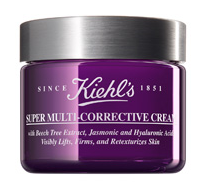 SINCE 1851
Kiehl's
SUPER MULTI-CORRECTIVE CREAM
with Beech Tree Extract, Jasmonic and Hyaluronic Acid
Visibly Lifts, Firms, and Retexturizes Skin